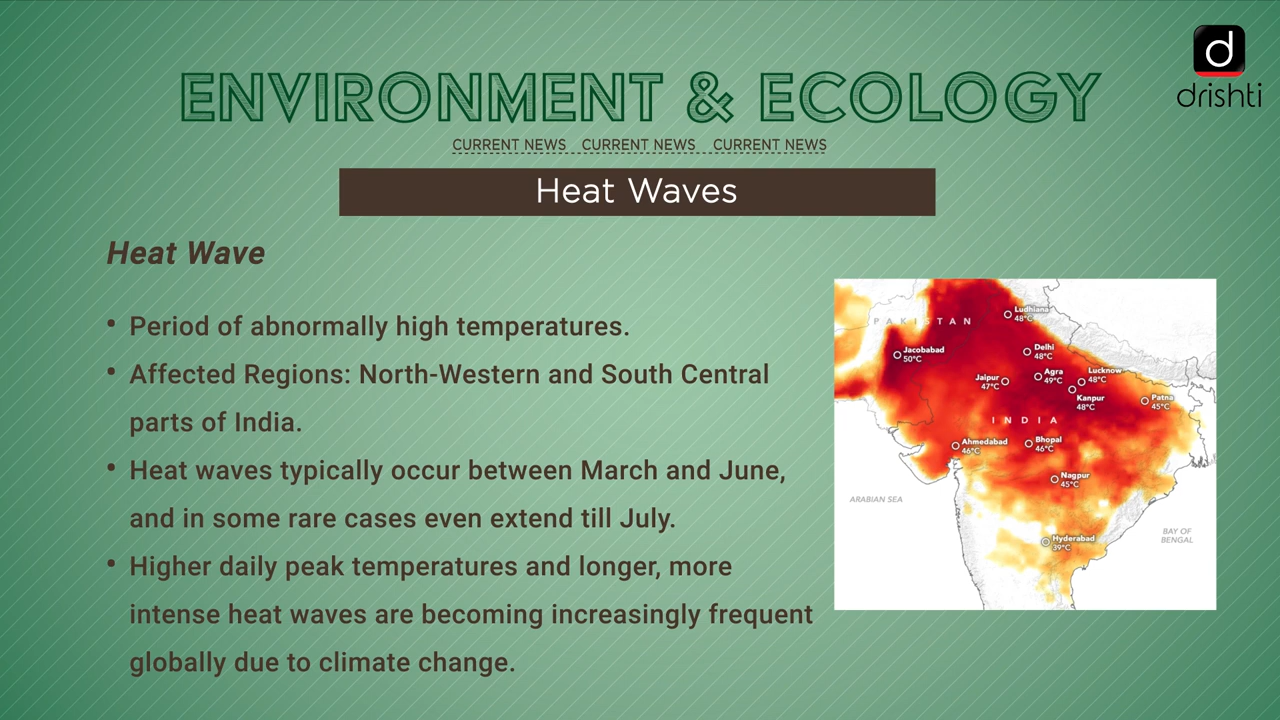 d
drishti
ENVIRONMENT & ECOLOGY
CURRENT NEWS CURRENT NEWS CURRENT NEWS
Heat Waves
Heat Wave
• Period of abnormally high temperatures.
• Affected Regions: North-Western and South Central
parts of India.
• Heat waves typically occur between March and June,
and in some rare cases even extend till July.
• Higher daily peak temperatures and longer, more
intense heat waves are becoming increasingly frequent
globally due to climate change.
PAKISTAN
Ludhiana
48°C
Jacobabad
50°C
Delhi
48°C
Jaipur
47°C
Agra
49°C
Lucknow
48°C
Kanpur
48°C
Patna
45°C
INDIA
Ahmedabad
46°C
Bhopal
46°C
Nagpur
45°C
ARABIAN SEA
BAY OF
BENGAL
Hyderabad
39°C